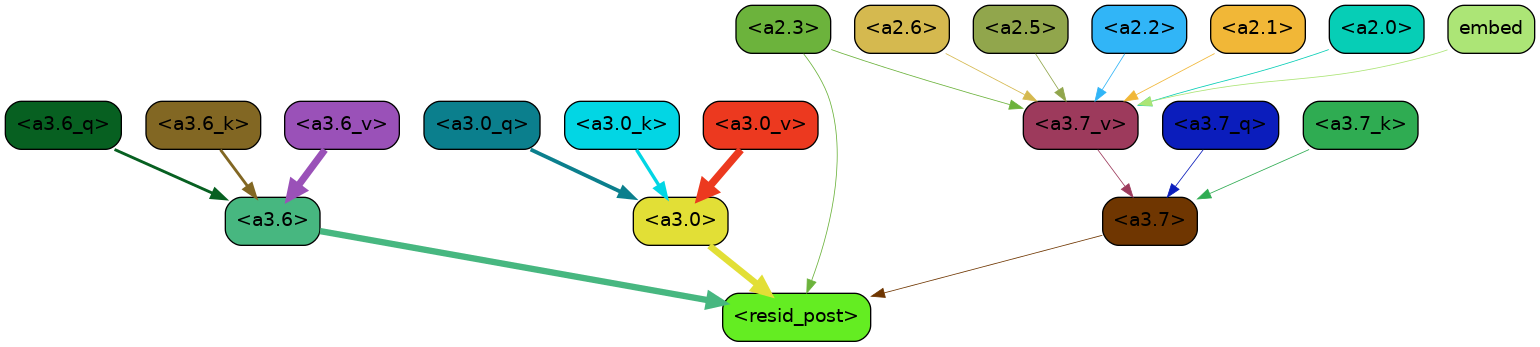 <a2.3> <a2.6> <a2.5> <a2.2> <a2.1> <a2.0> embed
<a3.6_q> <a3.6_k> <a3.6_v> <a3.0_q> <a3.0_k> <a3.0_v> <a3.7_v> <a3.7_q> <a3.7_k>
<a3.6> <a3.0> <a3.7>
<resid_post>